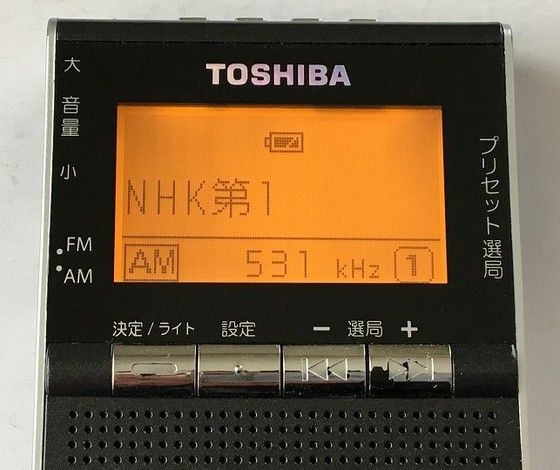 TOSHIBA
大
音量
小
NHK第1
FM
AM
AM 531 kHz 1
プリセット選局
決定/ライト 設定 − 選局 +